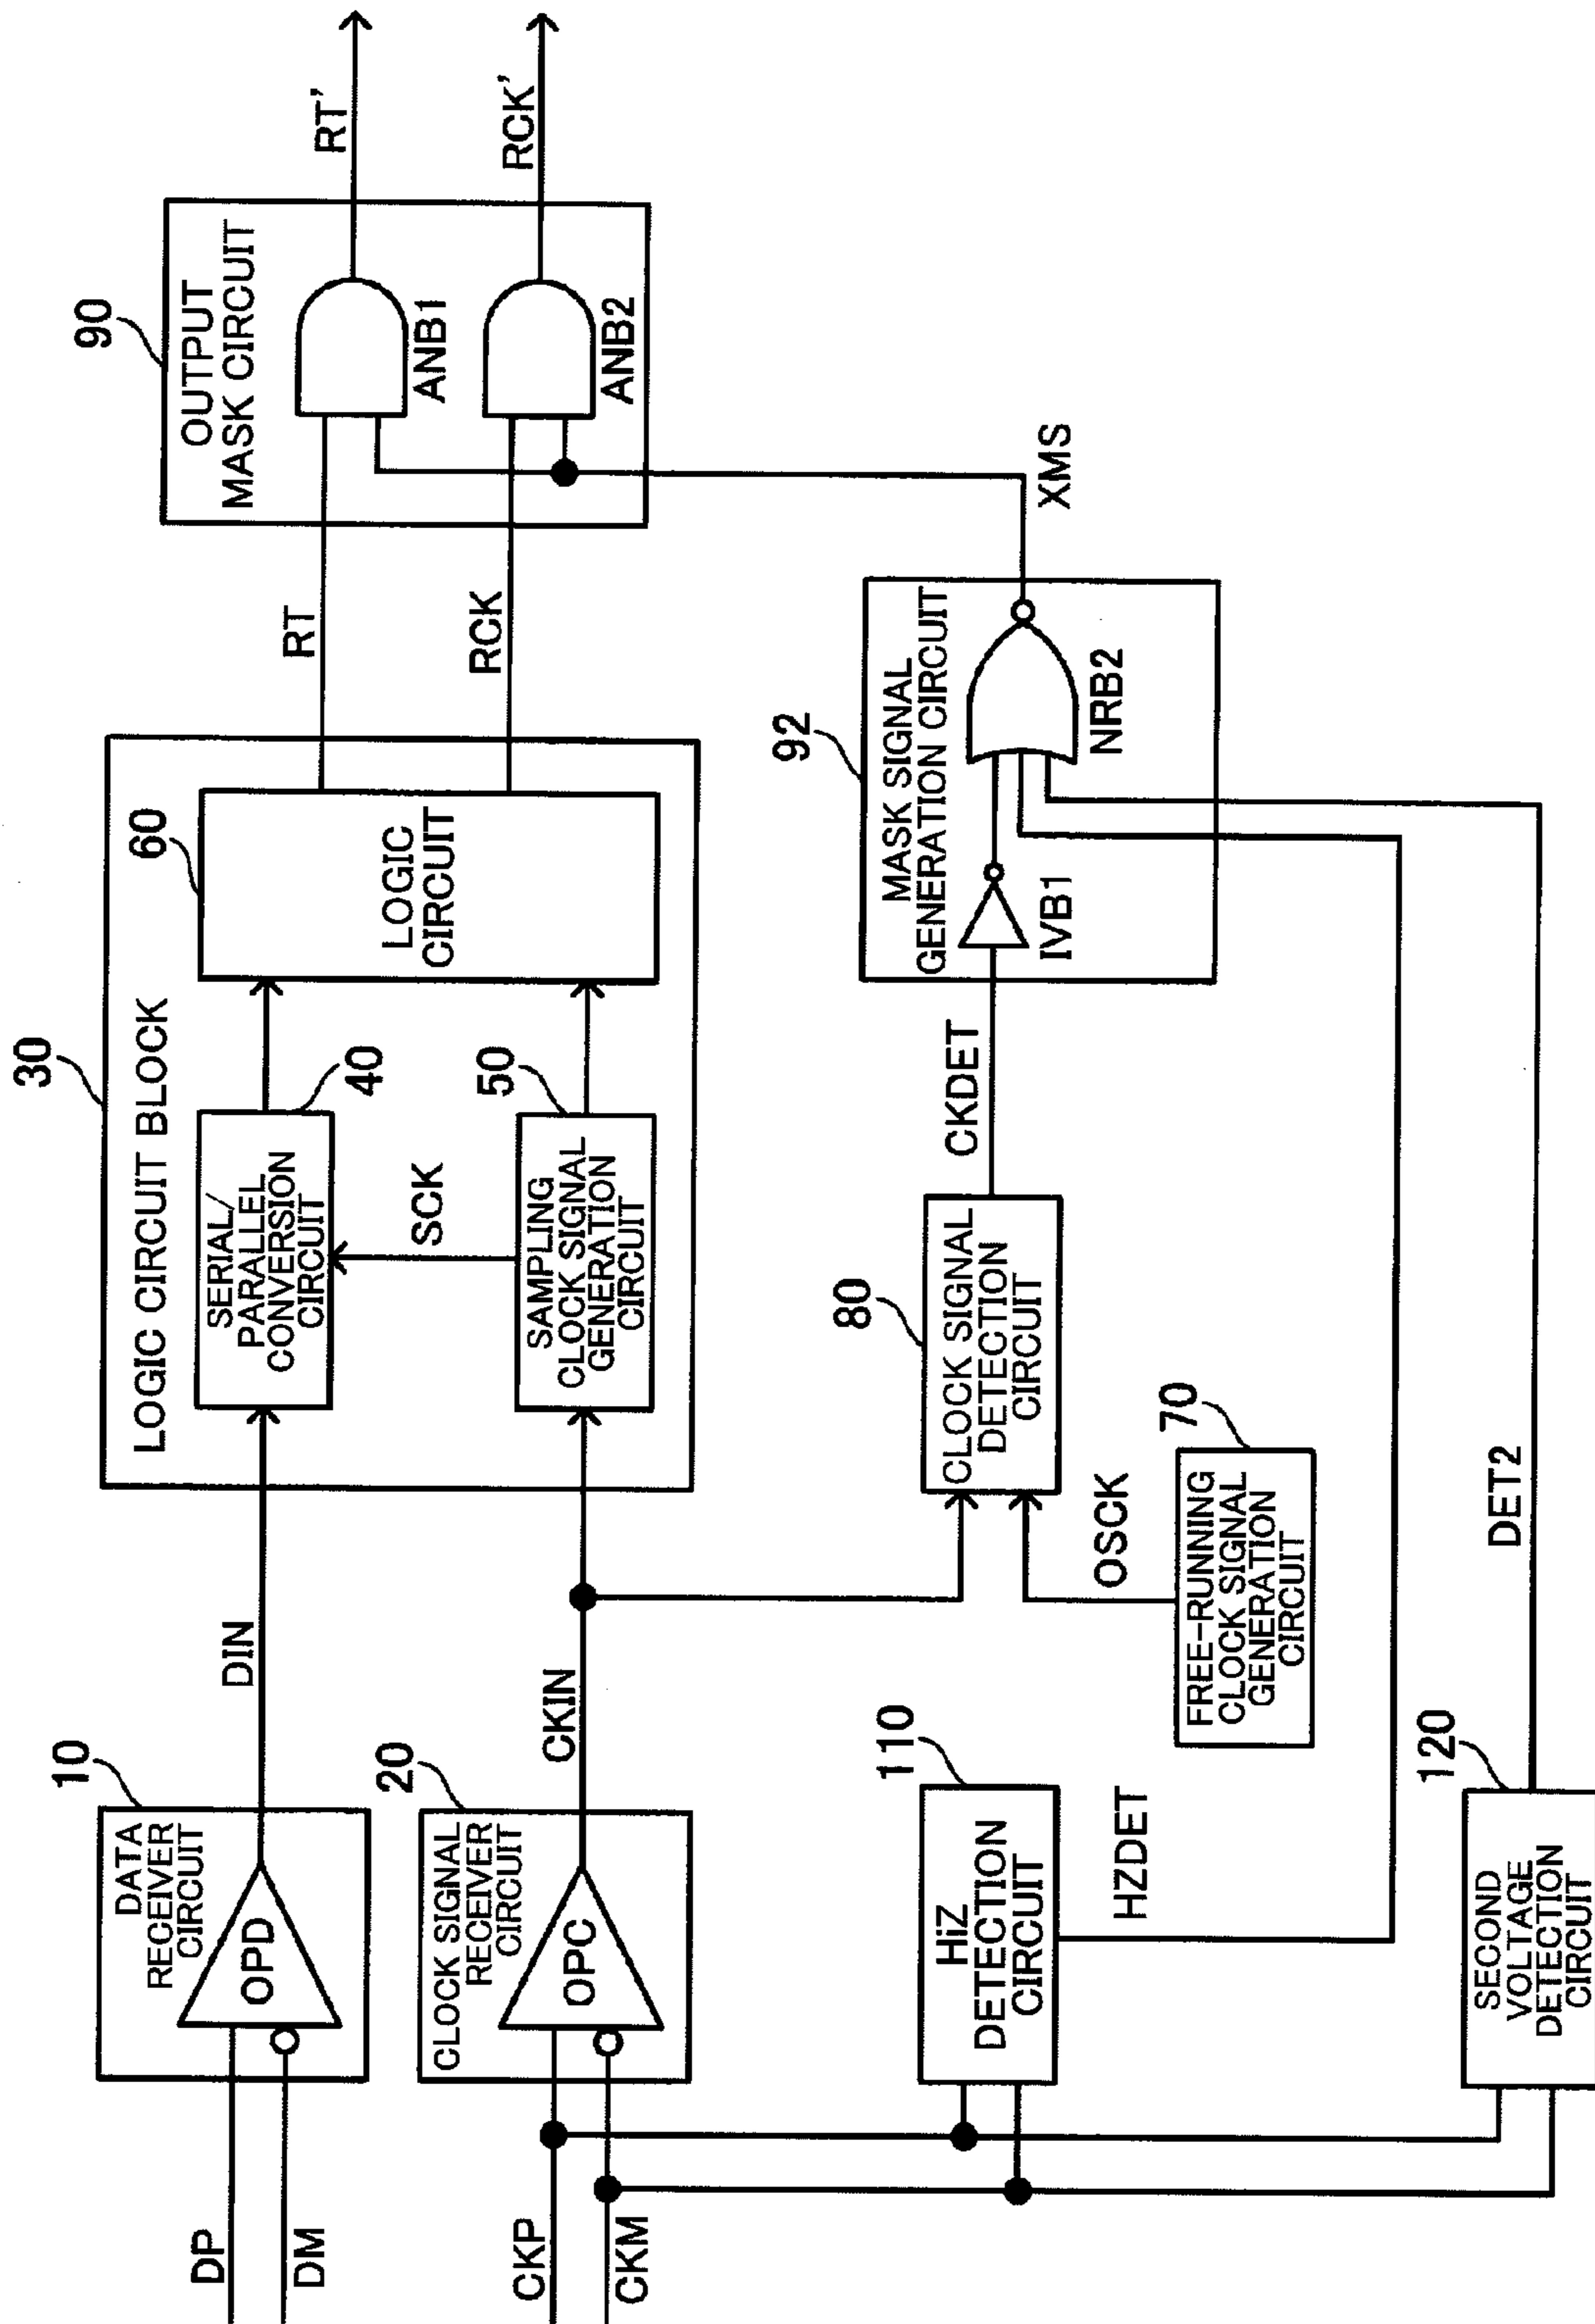 DP
DM
CKP
CKM
10
DATA
RECEIVER
CIRCUIT
OPD
20
CLOCK SIGNAL
RECEIVER
CIRCUIT
OPC
DIN
CKIN
30
LOGIC CIRCUIT BLOCK
SERIAL/
PARALLEL
CONVERSION
CIRCUIT
40
SCK
SAMPLING
CLOCK SIGNAL
GENERATION
CIRCUIT
50
60
LOGIC
CIRCUIT
RT
RCK
90
OUTPUT
MASK CIRCUIT
ANB1
ANB2
RT'
RCK'
110
HiZ
DETECTION
CIRCUIT
HZDET
FREE-RUNNING
CLOCK SIGNAL
GENERATION
CIRCUIT
70
OSCK
80
CLOCK SIGNAL
DETECTION
CIRCUIT
CKDET
92
MASK SIGNAL
GENERATION CIRCUIT
IVB1
NRB2
XMS
120
SECOND
VOLTAGE
DETECTION
CIRCUIT
DET2